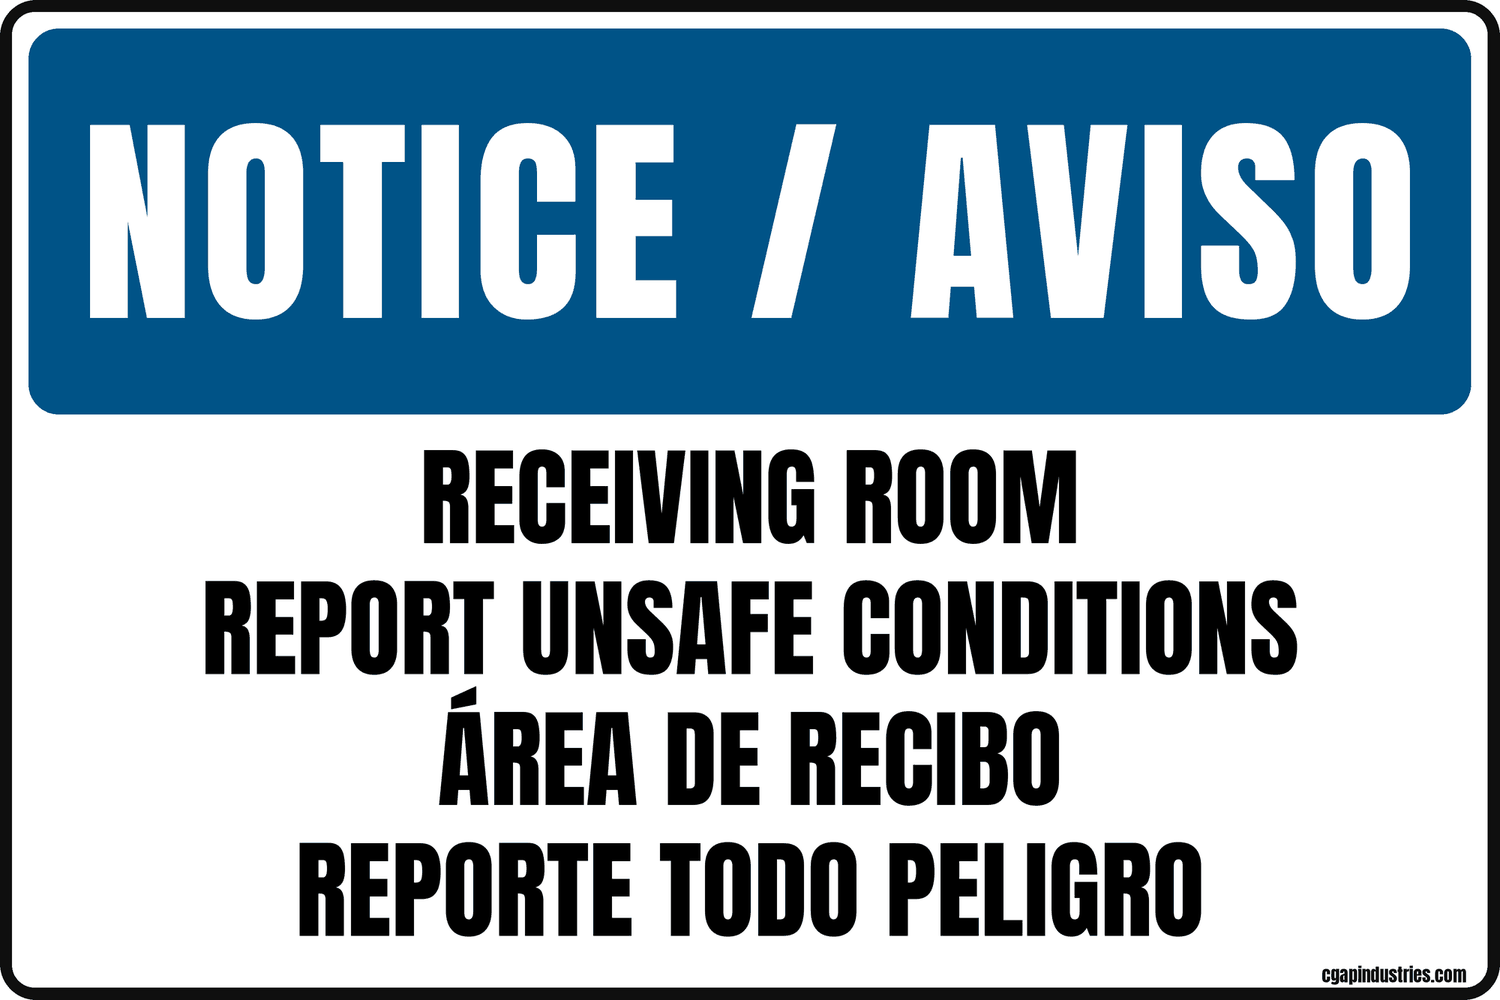 NOTICE / AVISO
RECEIVING ROOM
REPORT UNSAFE CONDITIONS
ÁREA DE RECIBO
REPORTE TODO PELIGRO
cgapindustries.com